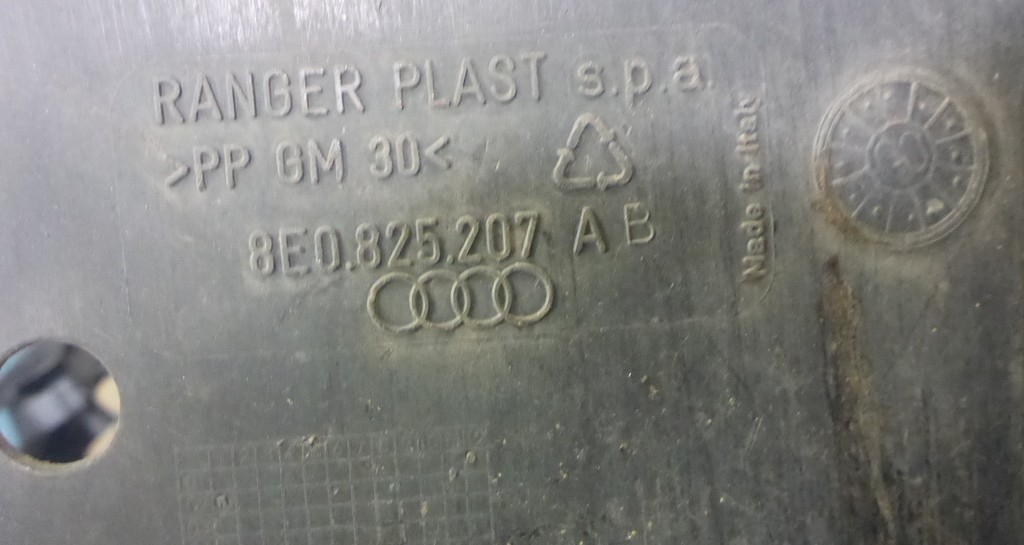 RANGER PLAST s.p.a.
>PP GM 30<
8E0.825.207 A B
Made in Italy